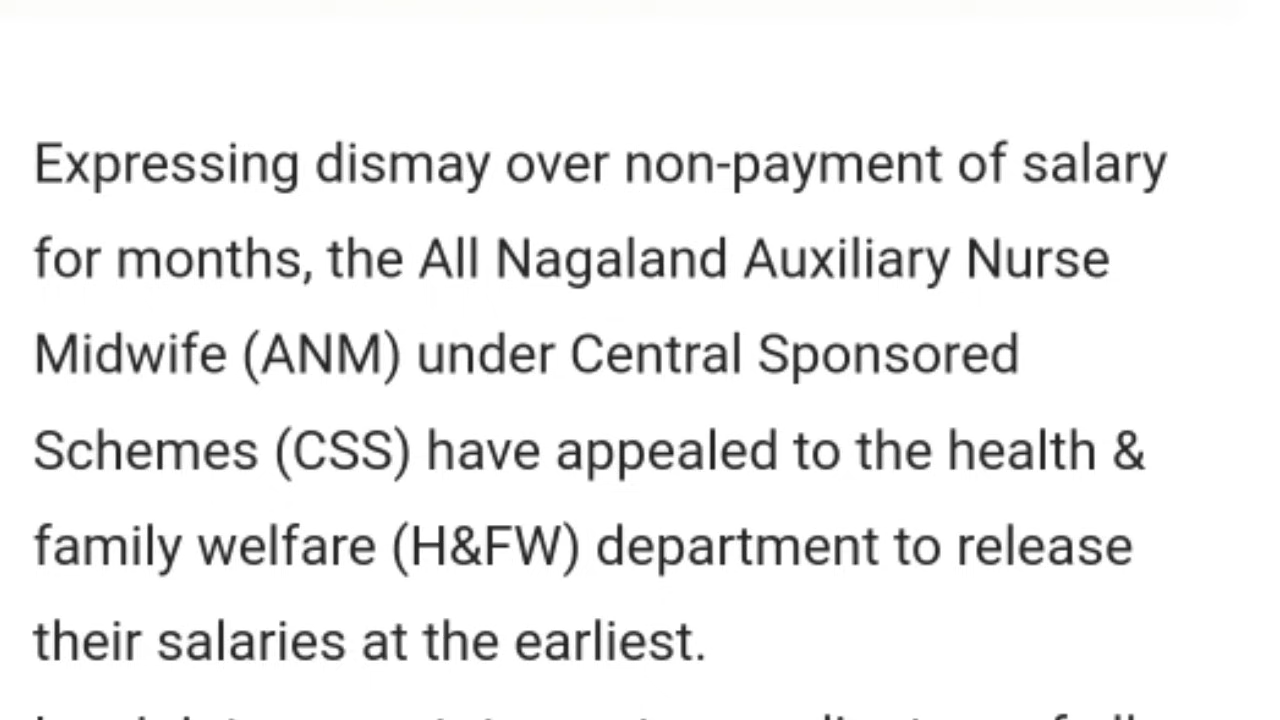 Expressing dismay over non-payment of salary
for months, the All Nagaland Auxiliary Nurse
Midwife (ANM) under Central Sponsored
Schemes (CSS) have appealed to the health &
family welfare (H&FW) department to release
their salaries at the earliest.